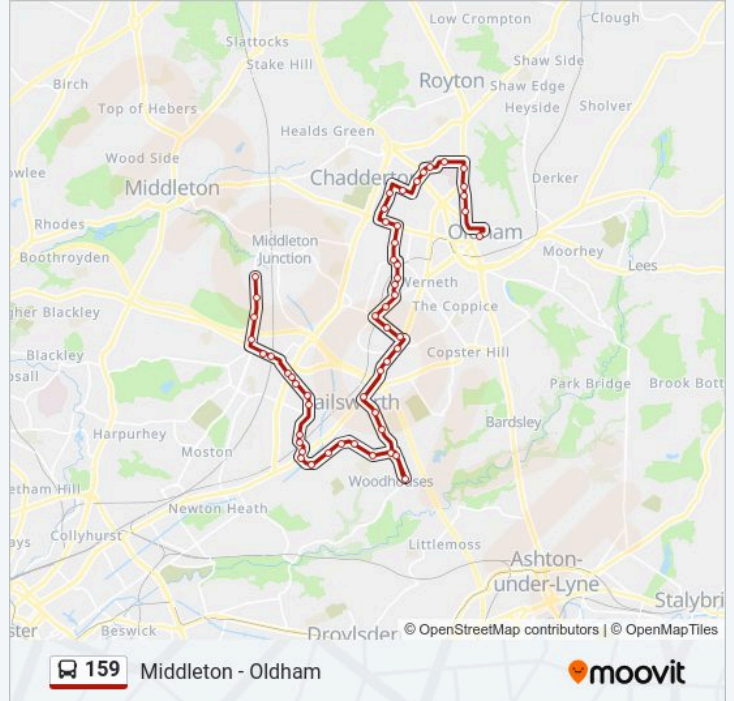 Low Crompton
Clough
Slattocks
Stake Hill
Shaw Side
Birch
Royton
Shaw Edge
Top of Hebers
Heyside
Sholver
Healds Green
Wood Side
owlee
Chadderto
Derker
Middleton
Rhodes
Oldham
Middleton
Junction
Moorhey
Boothroyden
Lees
Werneth
gher Blackley
The Coppice
Blackley
Copster Hill
osall
Park Bridge
Brook Bott
ailsworth
Bardsley
Harpurhey
Moston
etham Hill
Woodhouses
Newton Heath
ays
Collyhurst
Littlemoss
Ashton-
under-Lyne
Stalybri
ster
Beswick
Droylsder
© OpenStreetMap contributors | © OpenMapTiles
159 Middleton - Oldham
moovit